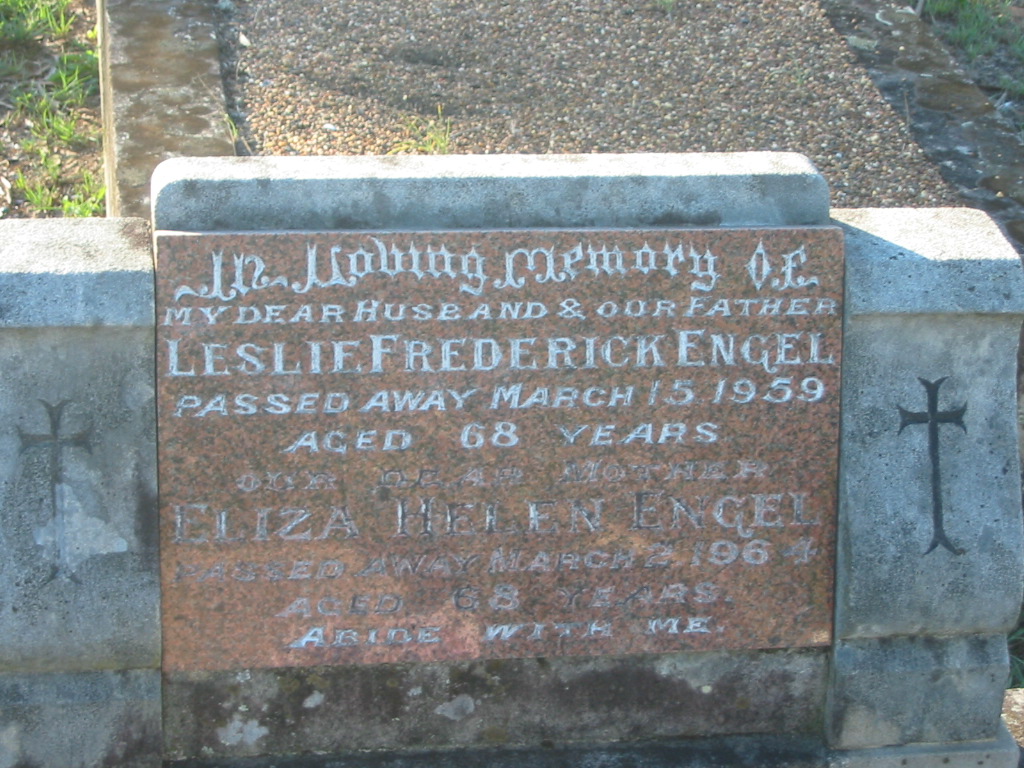 In Loving Memory Of
MY DEAR HUSBAND & OUR FATHER
LESLIE FREDERICK ENGEL
PASSED AWAY MARCH 15 1959
AGED 68 YEARS
OUR DEAR MOTHER
ELIZA HELEN ENGEL
PASSED AWAY MARCH 2 1964
AGED 68 YEARS.
ABIDE WITH ME.